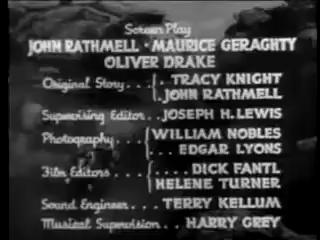 Screen Play
JOHN RATHMELL · MAURICE GERAGHTY
OLIVER DRAKE
Original Story . . . TRACY KNIGHT
JOHN RATHMELL
Supervising Editor . . JOSEPH H. LEWIS
Photography . . . WILLIAM NOBLES
. . . EDGAR LYONS
Film Editors . . . . . . . DICK FANTL
HELENE TURNER
Sound Engineer . . . TERRY KELLUM
Musical Supervision . . HARRY GREY